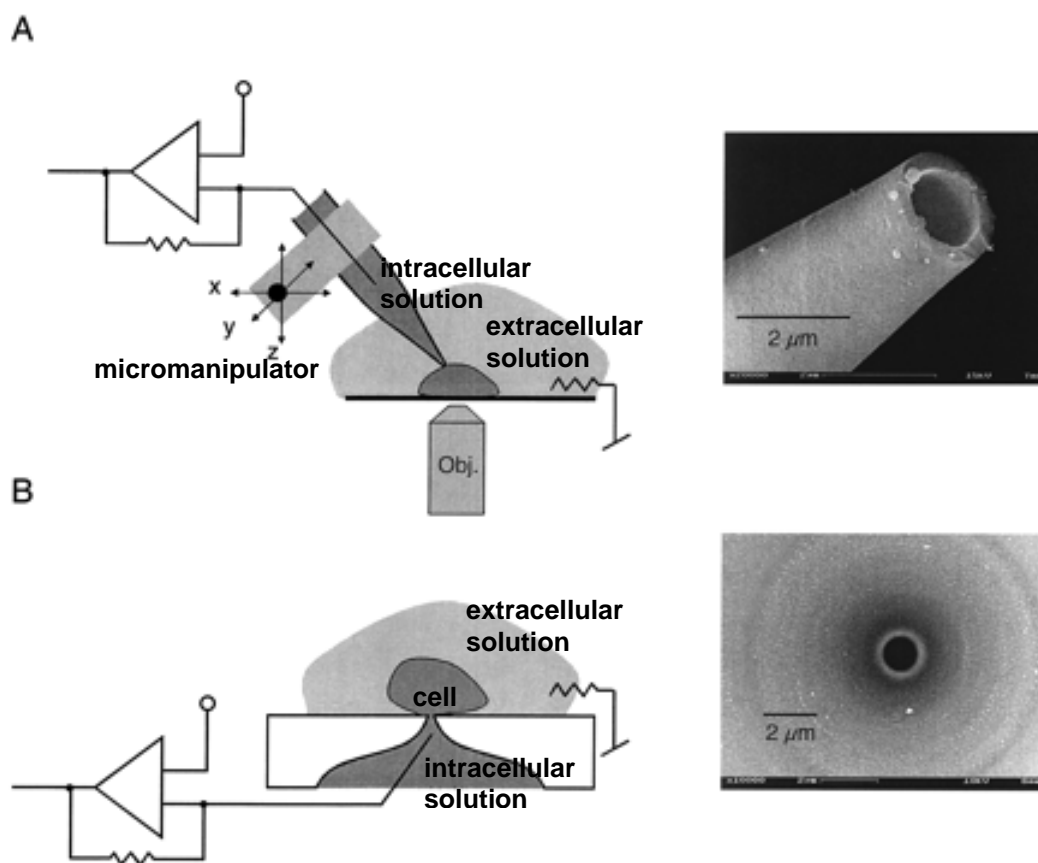 A
intracellular
solution
extracellular
solution
x
y
z
micromanipulator
Obj.
2 μm
B
extracellular
solution
cell
intracellular
solution
2 μm